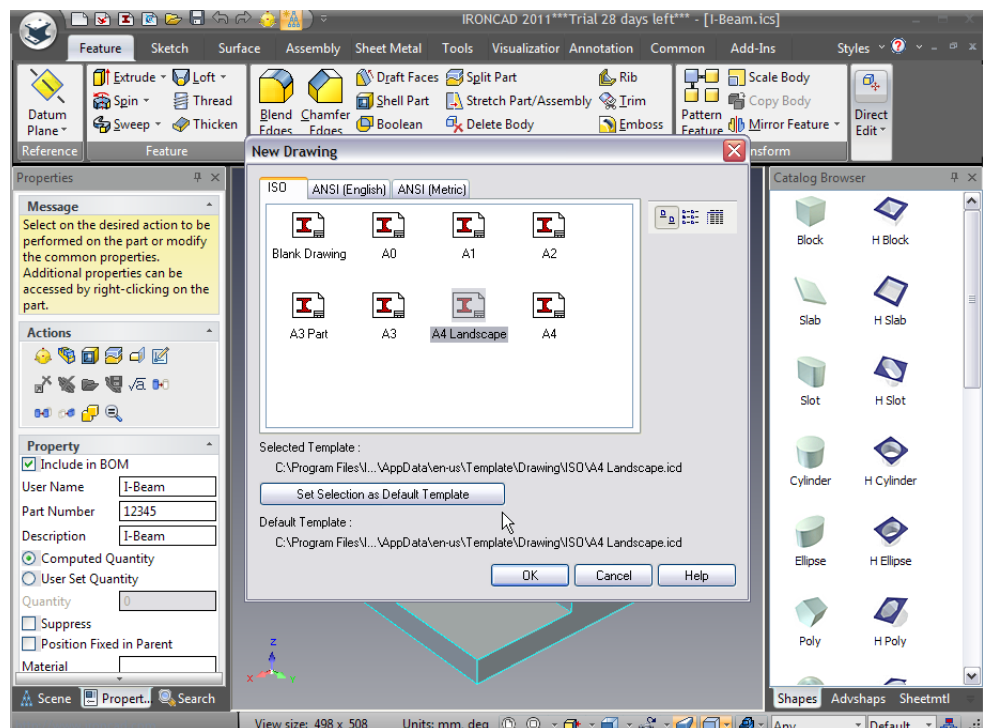 IRONCAD 2011***Trial 28 days left*** - [I-Beam.ics]
Feature Sketch Surface Assembly Sheet Metal Tools Visualization Annotation Common Add-Ins Styles
Extrude Loft Draft Faces Split Part Rib Scale Body
Spin Thread Shell Part Stretch Part/Assembly Trim Copy Body
Datum Plane Sweep Thicken Blend Edges Chamfer Edges Boolean Delete Body Emboss Pattern Feature Mirror Feature Direct Edit
Reference Feature nsform
New Drawing
Properties
Catalog Browser
ISO ANSI (English) ANSI (Metric)
Message
Select on the desired action to be
performed on the part or modify
the common properties.
Additional properties can be
accessed by right-clicking on the
part.
Actions
Property
Include in BOM
User Name I-Beam
Part Number 12345
Description I-Beam
Computed Quantity
User Set Quantity
Quantity 0
Suppress
Position Fixed in Parent
Material
Scene Propert.. Search
Blank Drawing A0 A1 A2
A3 Part A3 A4 Landscape A4
Selected Template :
C:\Program Files\I...\AppData\en-us\Template\Drawing\ISO\A4 Landscape.icd
Set Selection as Default Template
Default Template :
C:\Program Files\I...\AppData\en-us\Template\Drawing\ISO\A4 Landscape.icd
OK Cancel Help
z
x
Y
Block H Block
Slab H Slab
Slot H Slot
Cylinder H Cylinder
Ellipse H Ellipse
Poly H Poly
Shapes Advshaps Sheetmtl
View size: 498 x 508 Units: mm, deg Any Default